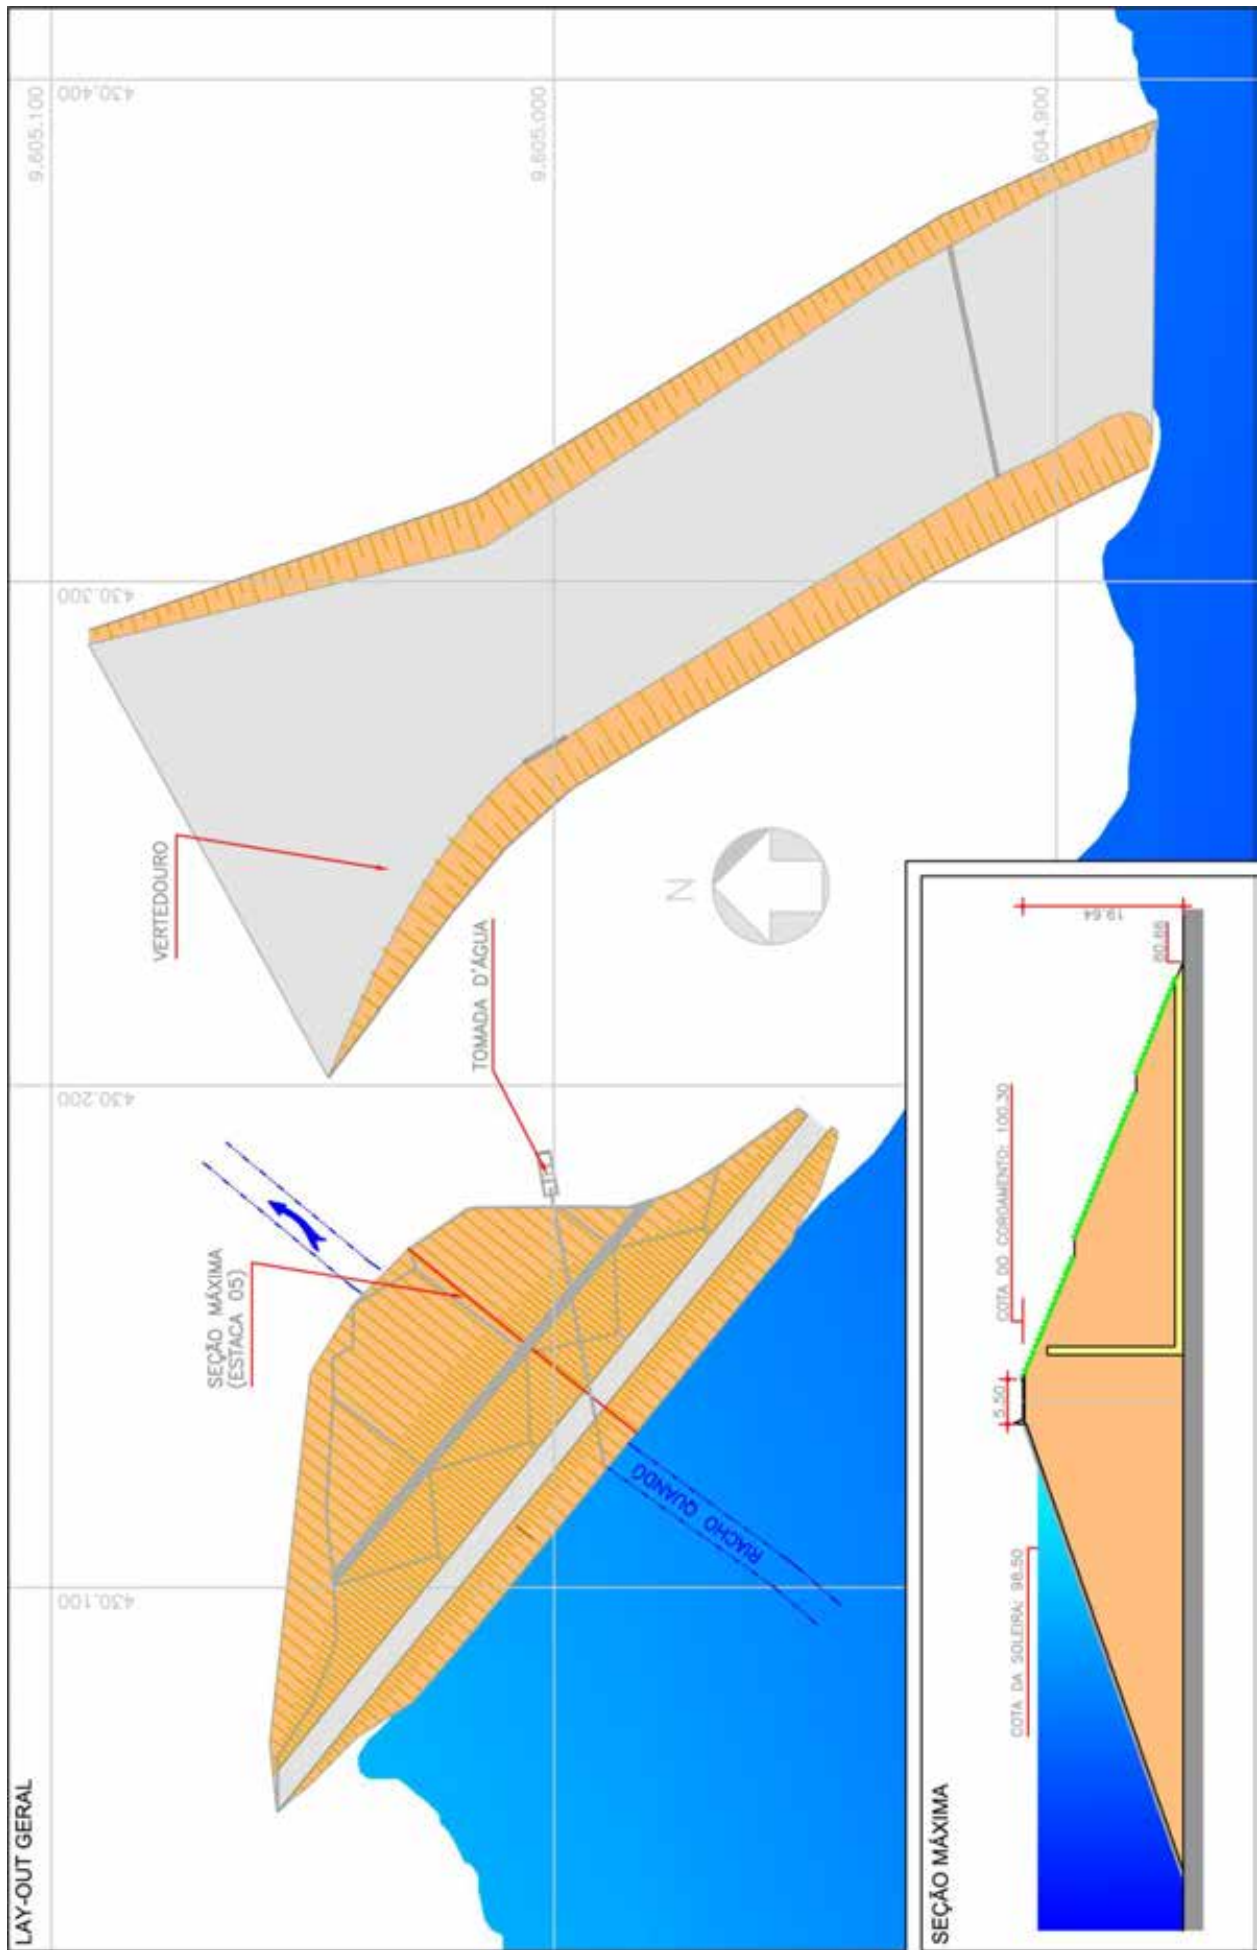 LAY-OUT GERAL
430.100
430.200
430.300
430.400
9.605.100
9.605.000
604.900
SEÇÃO MÁXIMA
(ESTACA 05)
VERTEDOURO
TOMADA D'ÁGUA
N
RIACHO QUANDÚ
SEÇÃO MÁXIMA
COTA DA SOLEIRA: 98.50
5.50
COTA DO COROAMENTO: 100.30
80.66
19.64